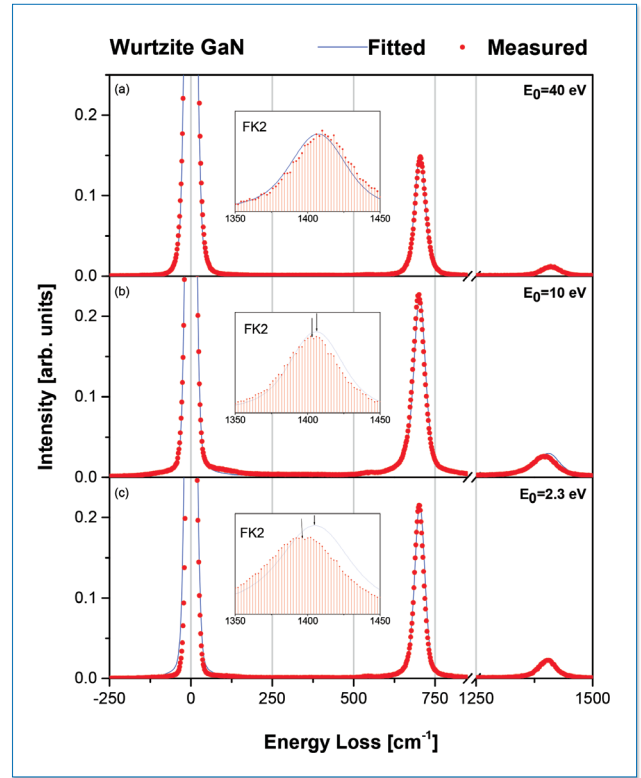 Wurtzite GaN — Fitted • Measured
(a) E₀=40 eV
0.2
FK2
0.1
1350 1400 1450
0.0
(b) E₀=10 eV
0.2
FK2
0.1
1350 1400 1450
0.0
(c) E₀=2.3 eV
0.2
FK2
0.1
1350 1400 1450
0.0
-250 0 250 500 750 1250 1500
Intensity [arb. units]
Energy Loss [cm⁻¹]